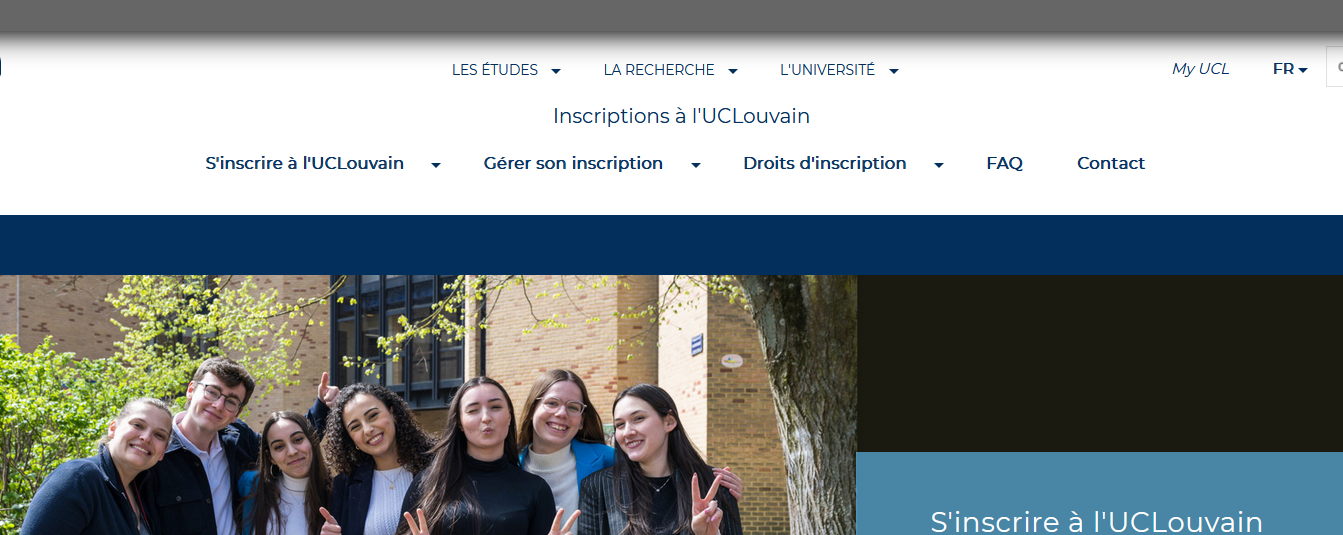 LES ÉTUDES LA RECHERCHE L'UNIVERSITÉ My UCL FR
Inscriptions à l'UCLouvain
S'inscrire à l'UCLouvain Gérer son inscription Droits d'inscription FAQ Contact
S'inscrire à l'UCLouvain